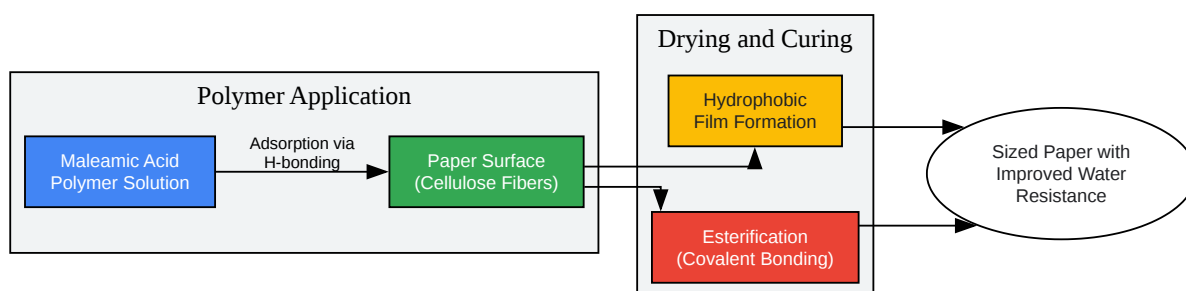 Polymer Application
Maleamic Acid
Polymer Solution
Adsorption via
H-bonding
Paper Surface
(Cellulose Fibers)
Drying and Curing
Hydrophobic
Film Formation
Esterification
(Covalent Bonding)
Sized Paper with
Improved Water
Resistance